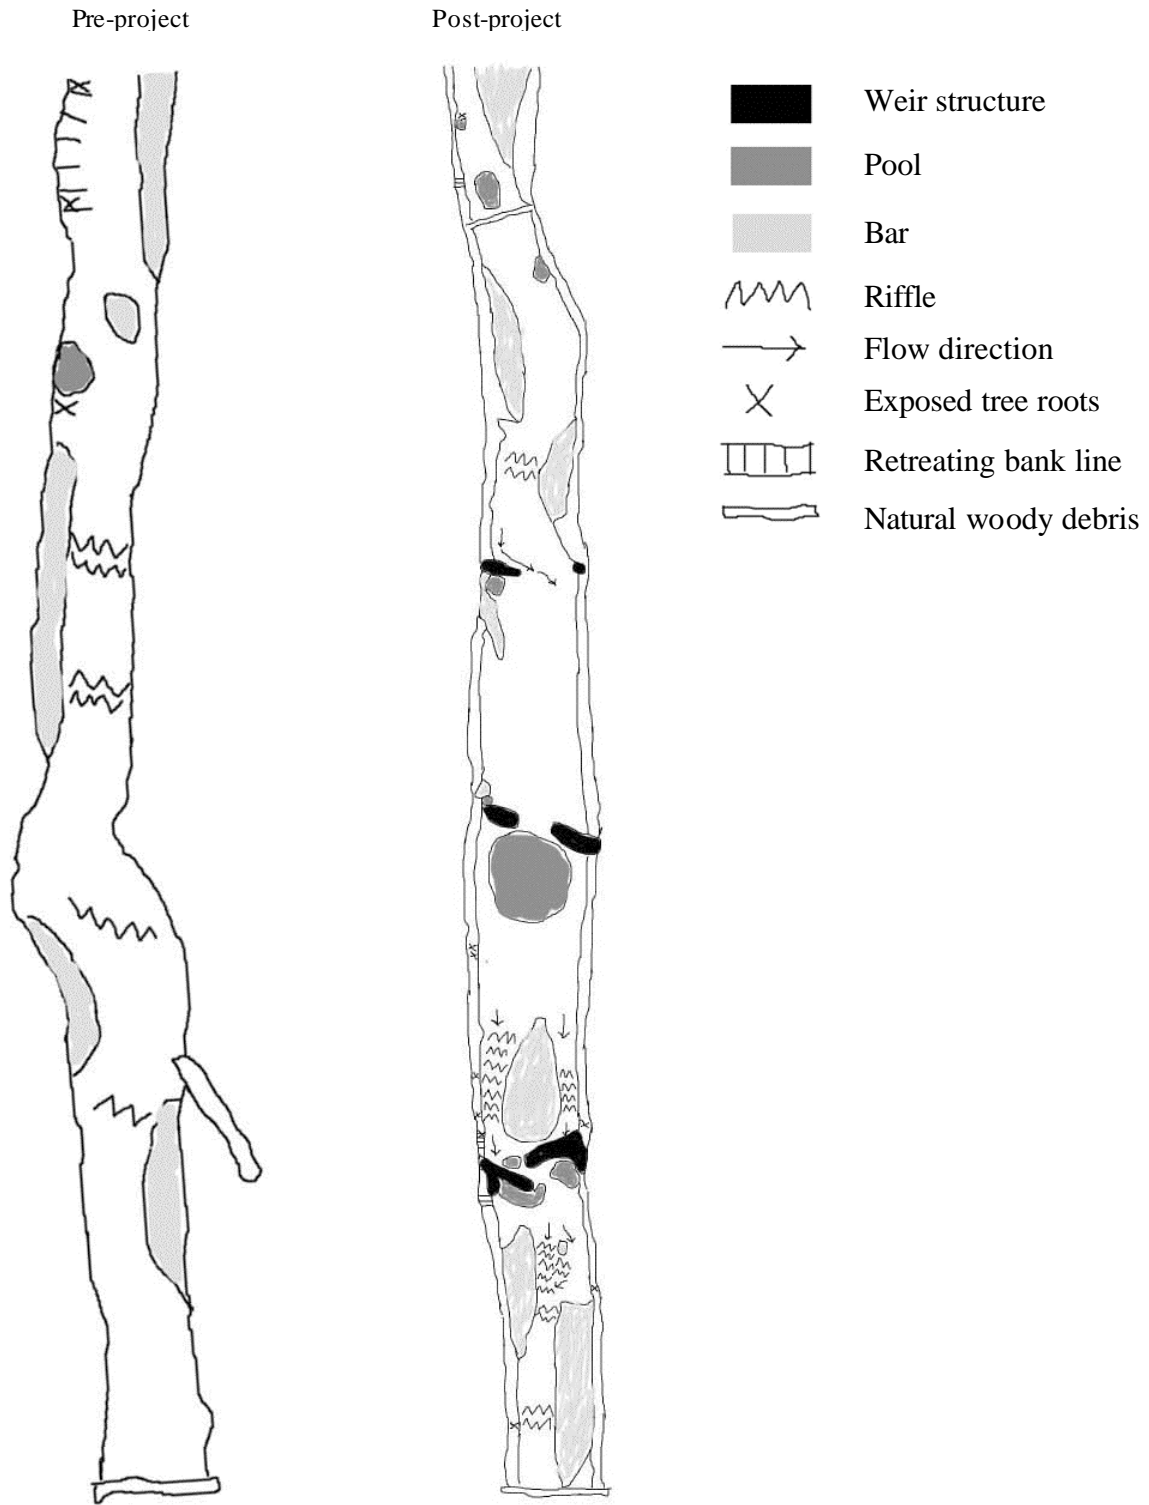 Pre-project
Post-project
Weir structure
Pool
Bar
Riffle
Flow direction
Exposed tree roots
Retreating bank line
Natural woody debris